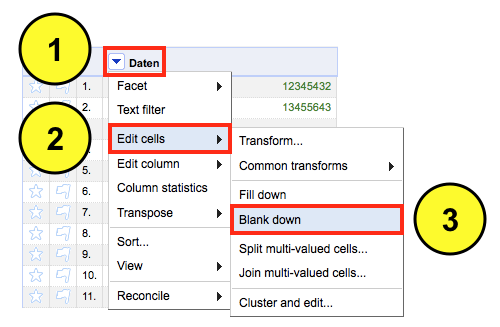 1
Daten
Facet
1.
12345432
Text filter
2.
13455643
2
Edit cells
Transform...
Edit column
5.
Common transforms
Column statistics
6.
Fill down
Transpose
7.
Blank down
3
8.
Sort...
9.
Split multi-valued cells...
View
10.
Join multi-valued cells...
Reconcile
11.
Cluster and edit...